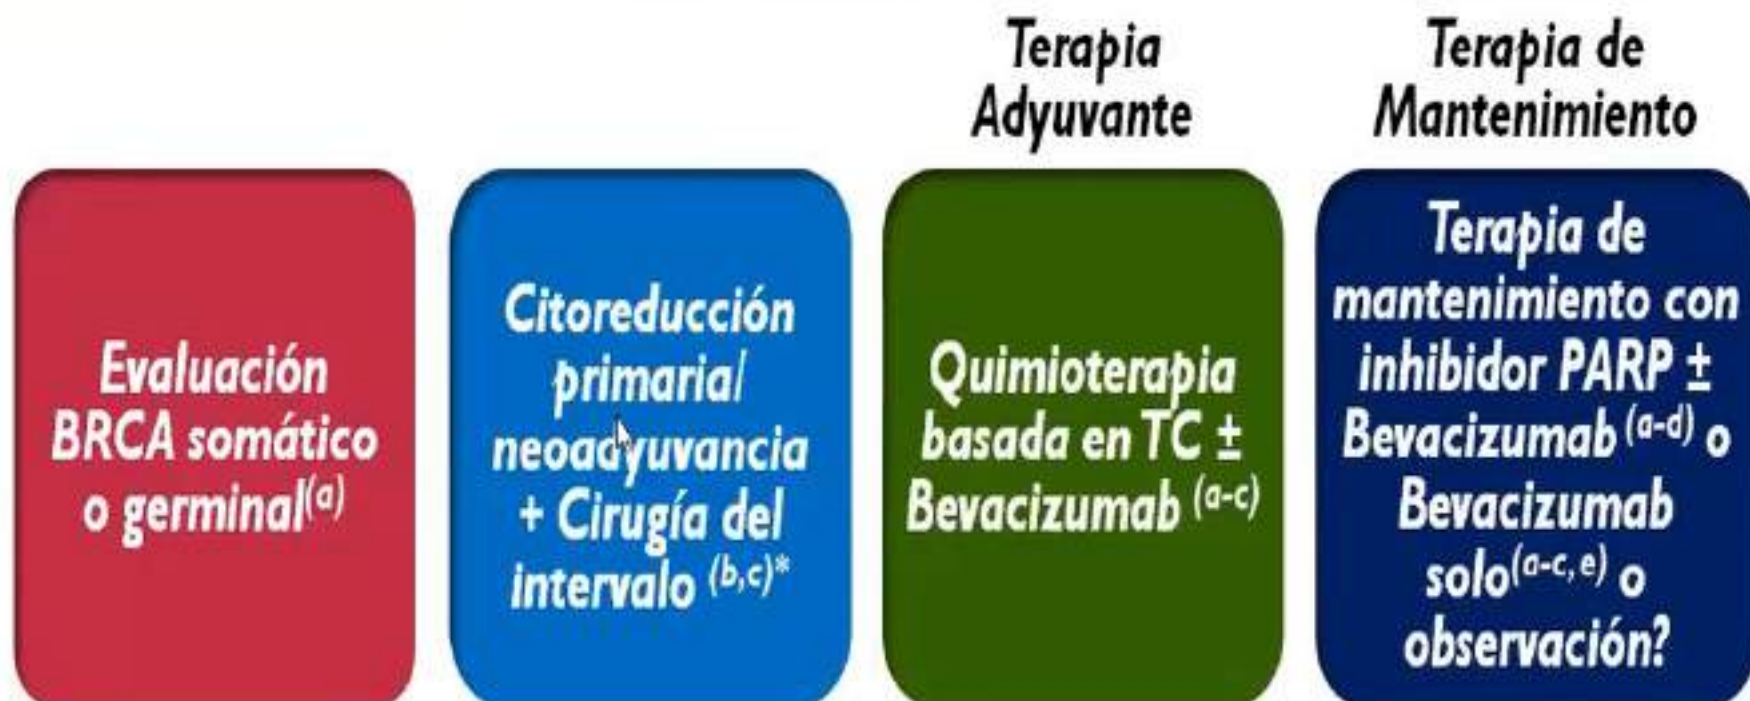 Terapia
Adyuvante
Terapia de
Mantenimiento
Evaluación
BRCA somático
o germinal(a)
Citoreducción
primaria/
neoadyuvancia
+ Cirugía del
intervalo (b,c)*
Quimioterapia
basada en TC ±
Bevacizumab (a-c)
Terapia de
mantenimiento con
inhibidor PARP ±
Bevacizumab (a-d) o
Bevacizumab
solo(a-c, e) o
observación?